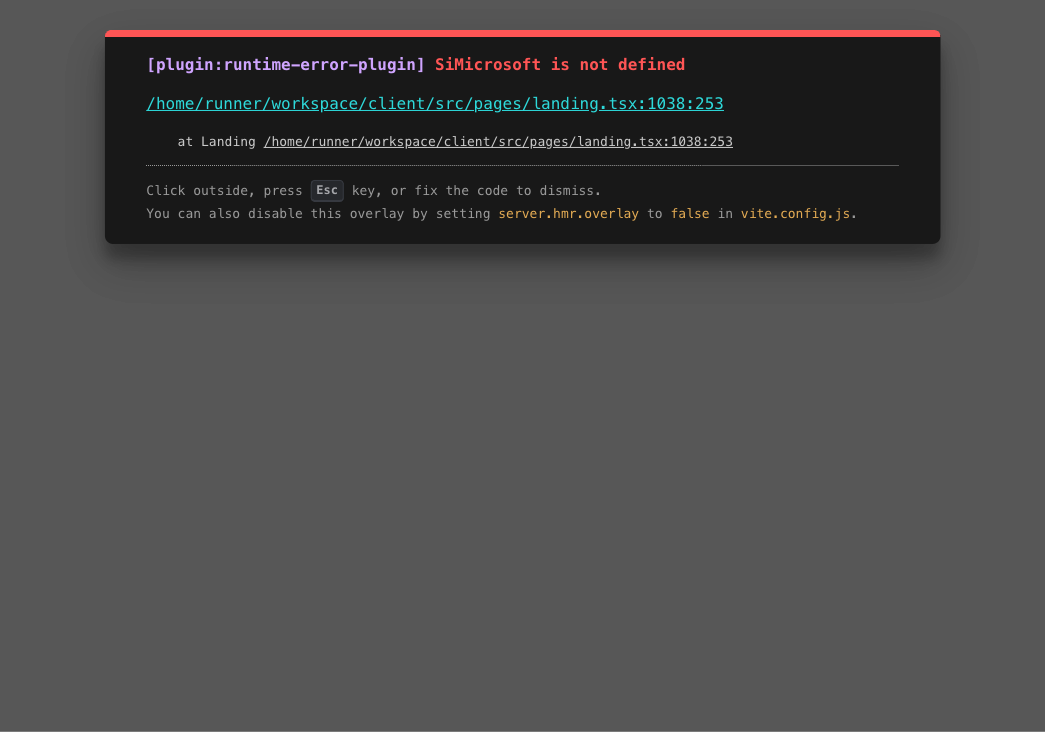 [plugin:runtime-error-plugin] SiMicrosoft is not defined
/home/runner/workspace/client/src/pages/landing.tsx:1038:253
at Landing /home/runner/workspace/client/src/pages/landing.tsx:1038:253
Click outside, press Esc key, or fix the code to dismiss.
You can also disable this overlay by setting server.hmr.overlay to false in vite.config.js.